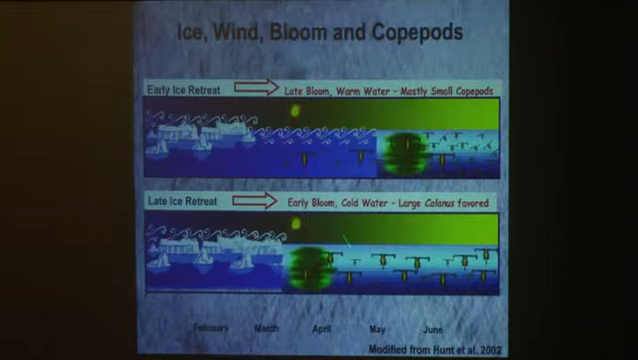 Ice, Wind, Bloom and Copepods
Early Ice Retreat
Late Bloom, Warm Water - Mostly Small Copepods
Late Ice Retreat
Early Bloom, Cold Water - Large Calanus favored
February March April May June
Modified from Hunt et al. 2002